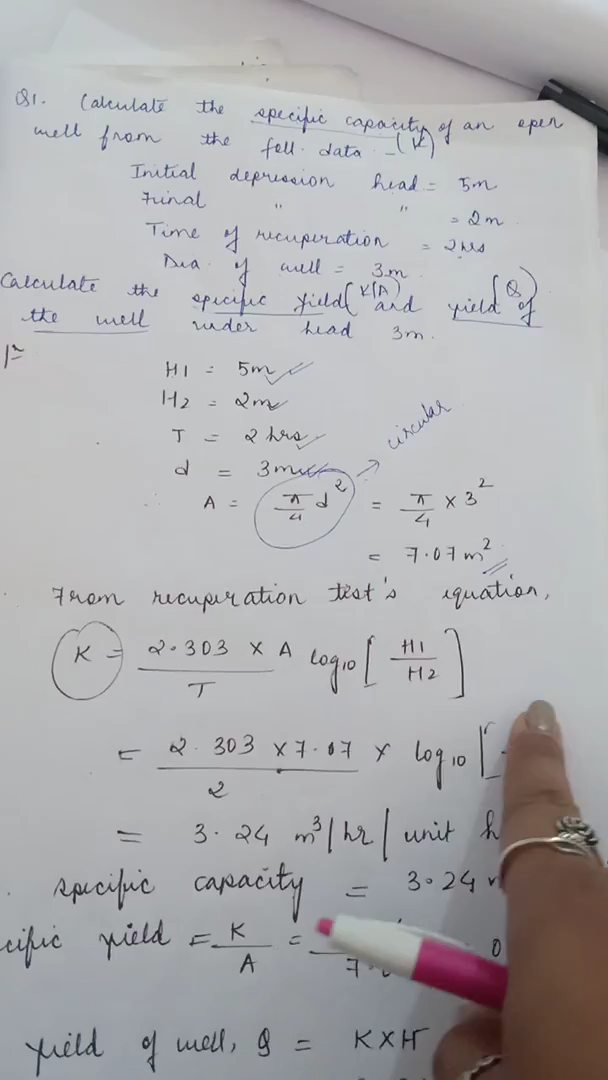 Q1. Calculate the specific capacity of an open
well from the foll. data - (K)
Initial depression head = 5m
Final " " = 2m
Time of recuperation = 2hrs
Dia. of well = 3m.
Calculate the specific yield (K/A) and yield (Q) of
the well under head 3m.
H1 = 5m ✓
H2 = 2m ✓
T = 2 hrs ✓
d = 3m ✓
circular
∴ A = π/4 d² = π/4 × 3²
= 7.07 m²
From recuperation test's equation,
K = 2.303 × A / T log10 [H1/H2]
= 2.303 × 7.07 / 2 × log10 [
= 3.24 m³/hr/unit h
. specific capacity = 3.24
cific yield = K/A =
yield of well, Q = K×H